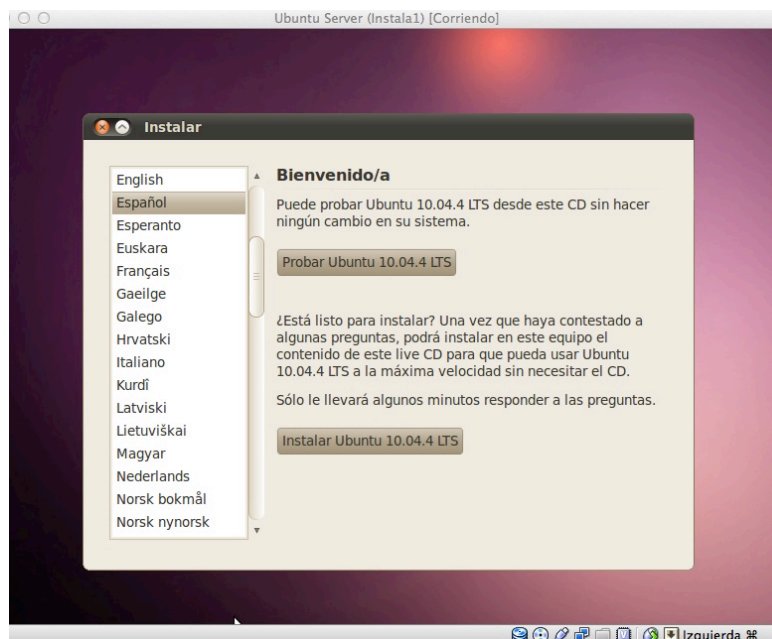 Ubuntu Server (Instala1) [Corriendo]
Instalar
English
Español
Esperanto
Euskara
Français
Gaeilge
Galego
Hrvatski
Italiano
Kurdî
Latviski
Lietuviškai
Magyar
Nederlands
Norsk bokmål
Norsk nynorsk
Bienvenido/a
Puede probar Ubuntu 10.04.4 LTS desde este CD sin hacer
ningún cambio en su sistema.
Probar Ubuntu 10.04.4 LTS
¿Está listo para instalar? Una vez que haya contestado a
algunas preguntas, podrá instalar en este equipo el
contenido de este live CD para que pueda usar Ubuntu
10.04.4 LTS a la máxima velocidad sin necesitar el CD.
Sólo le llevará algunos minutos responder a las preguntas.
Instalar Ubuntu 10.04.4 LTS
Izquierda ⌘